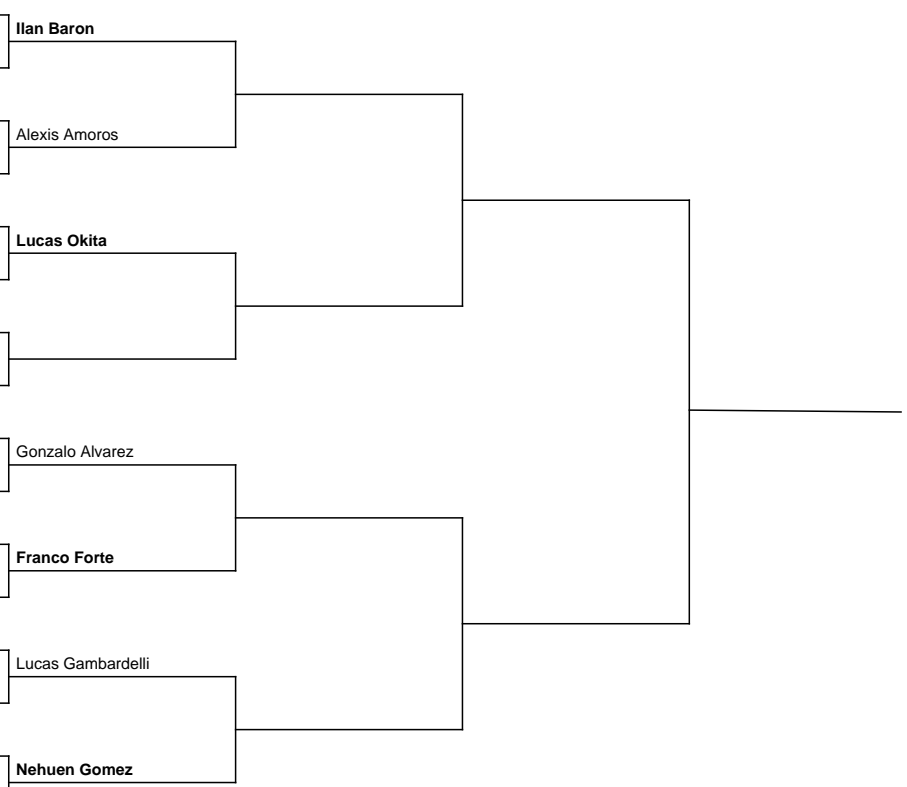 Ilan Baron
Alexis Amoros
Lucas Okita
Gonzalo Alvarez
Franco Forte
Lucas Gambardelli
Nehuen Gomez